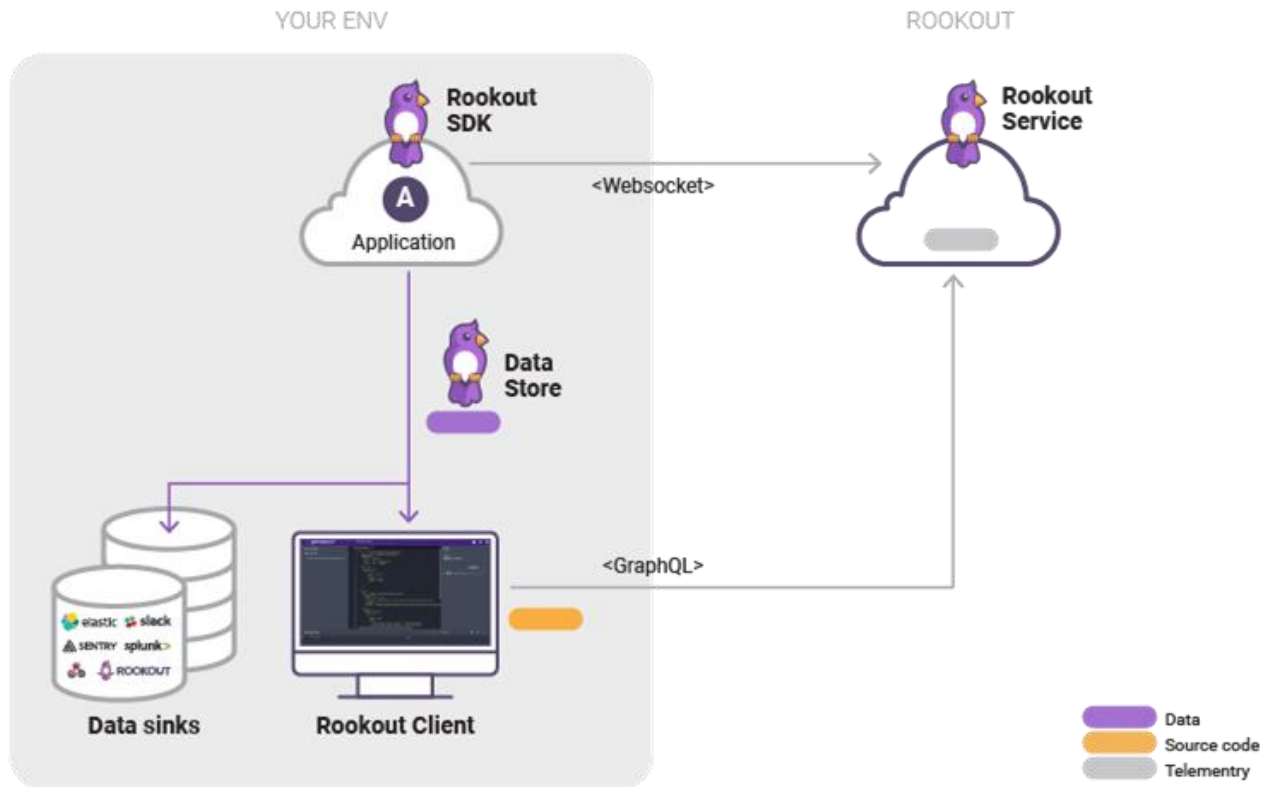 YOUR ENV
ROOKOUT
Rookout
SDK
Rookout
Service
<Websocket>
A
Application
Data
Store
<GraphQL>
elastic slack
SENTRY splunk>
ROOKOUT
Data sinks
Rookout Client
Data
Source code
Telementry